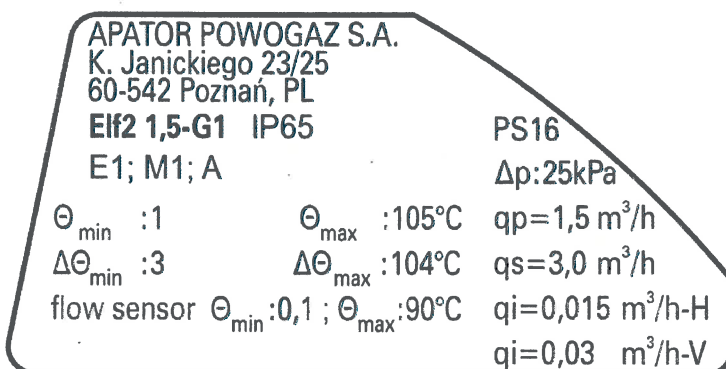 APATOR POWOGAZ S.A.
K. Janickiego 23/25
60-542 Poznań, PL
Elf2 1,5-G1 IP65 PS16
E1; M1; A Δp:25kPa
Θmin :1 Θmax :105°C qp=1,5 m³/h
ΔΘmin :3 ΔΘmax :104°C qs=3,0 m³/h
flow sensor Θmin:0,1 ; Θmax:90°C qi=0,015 m³/h-H
qi=0,03 m³/h-V